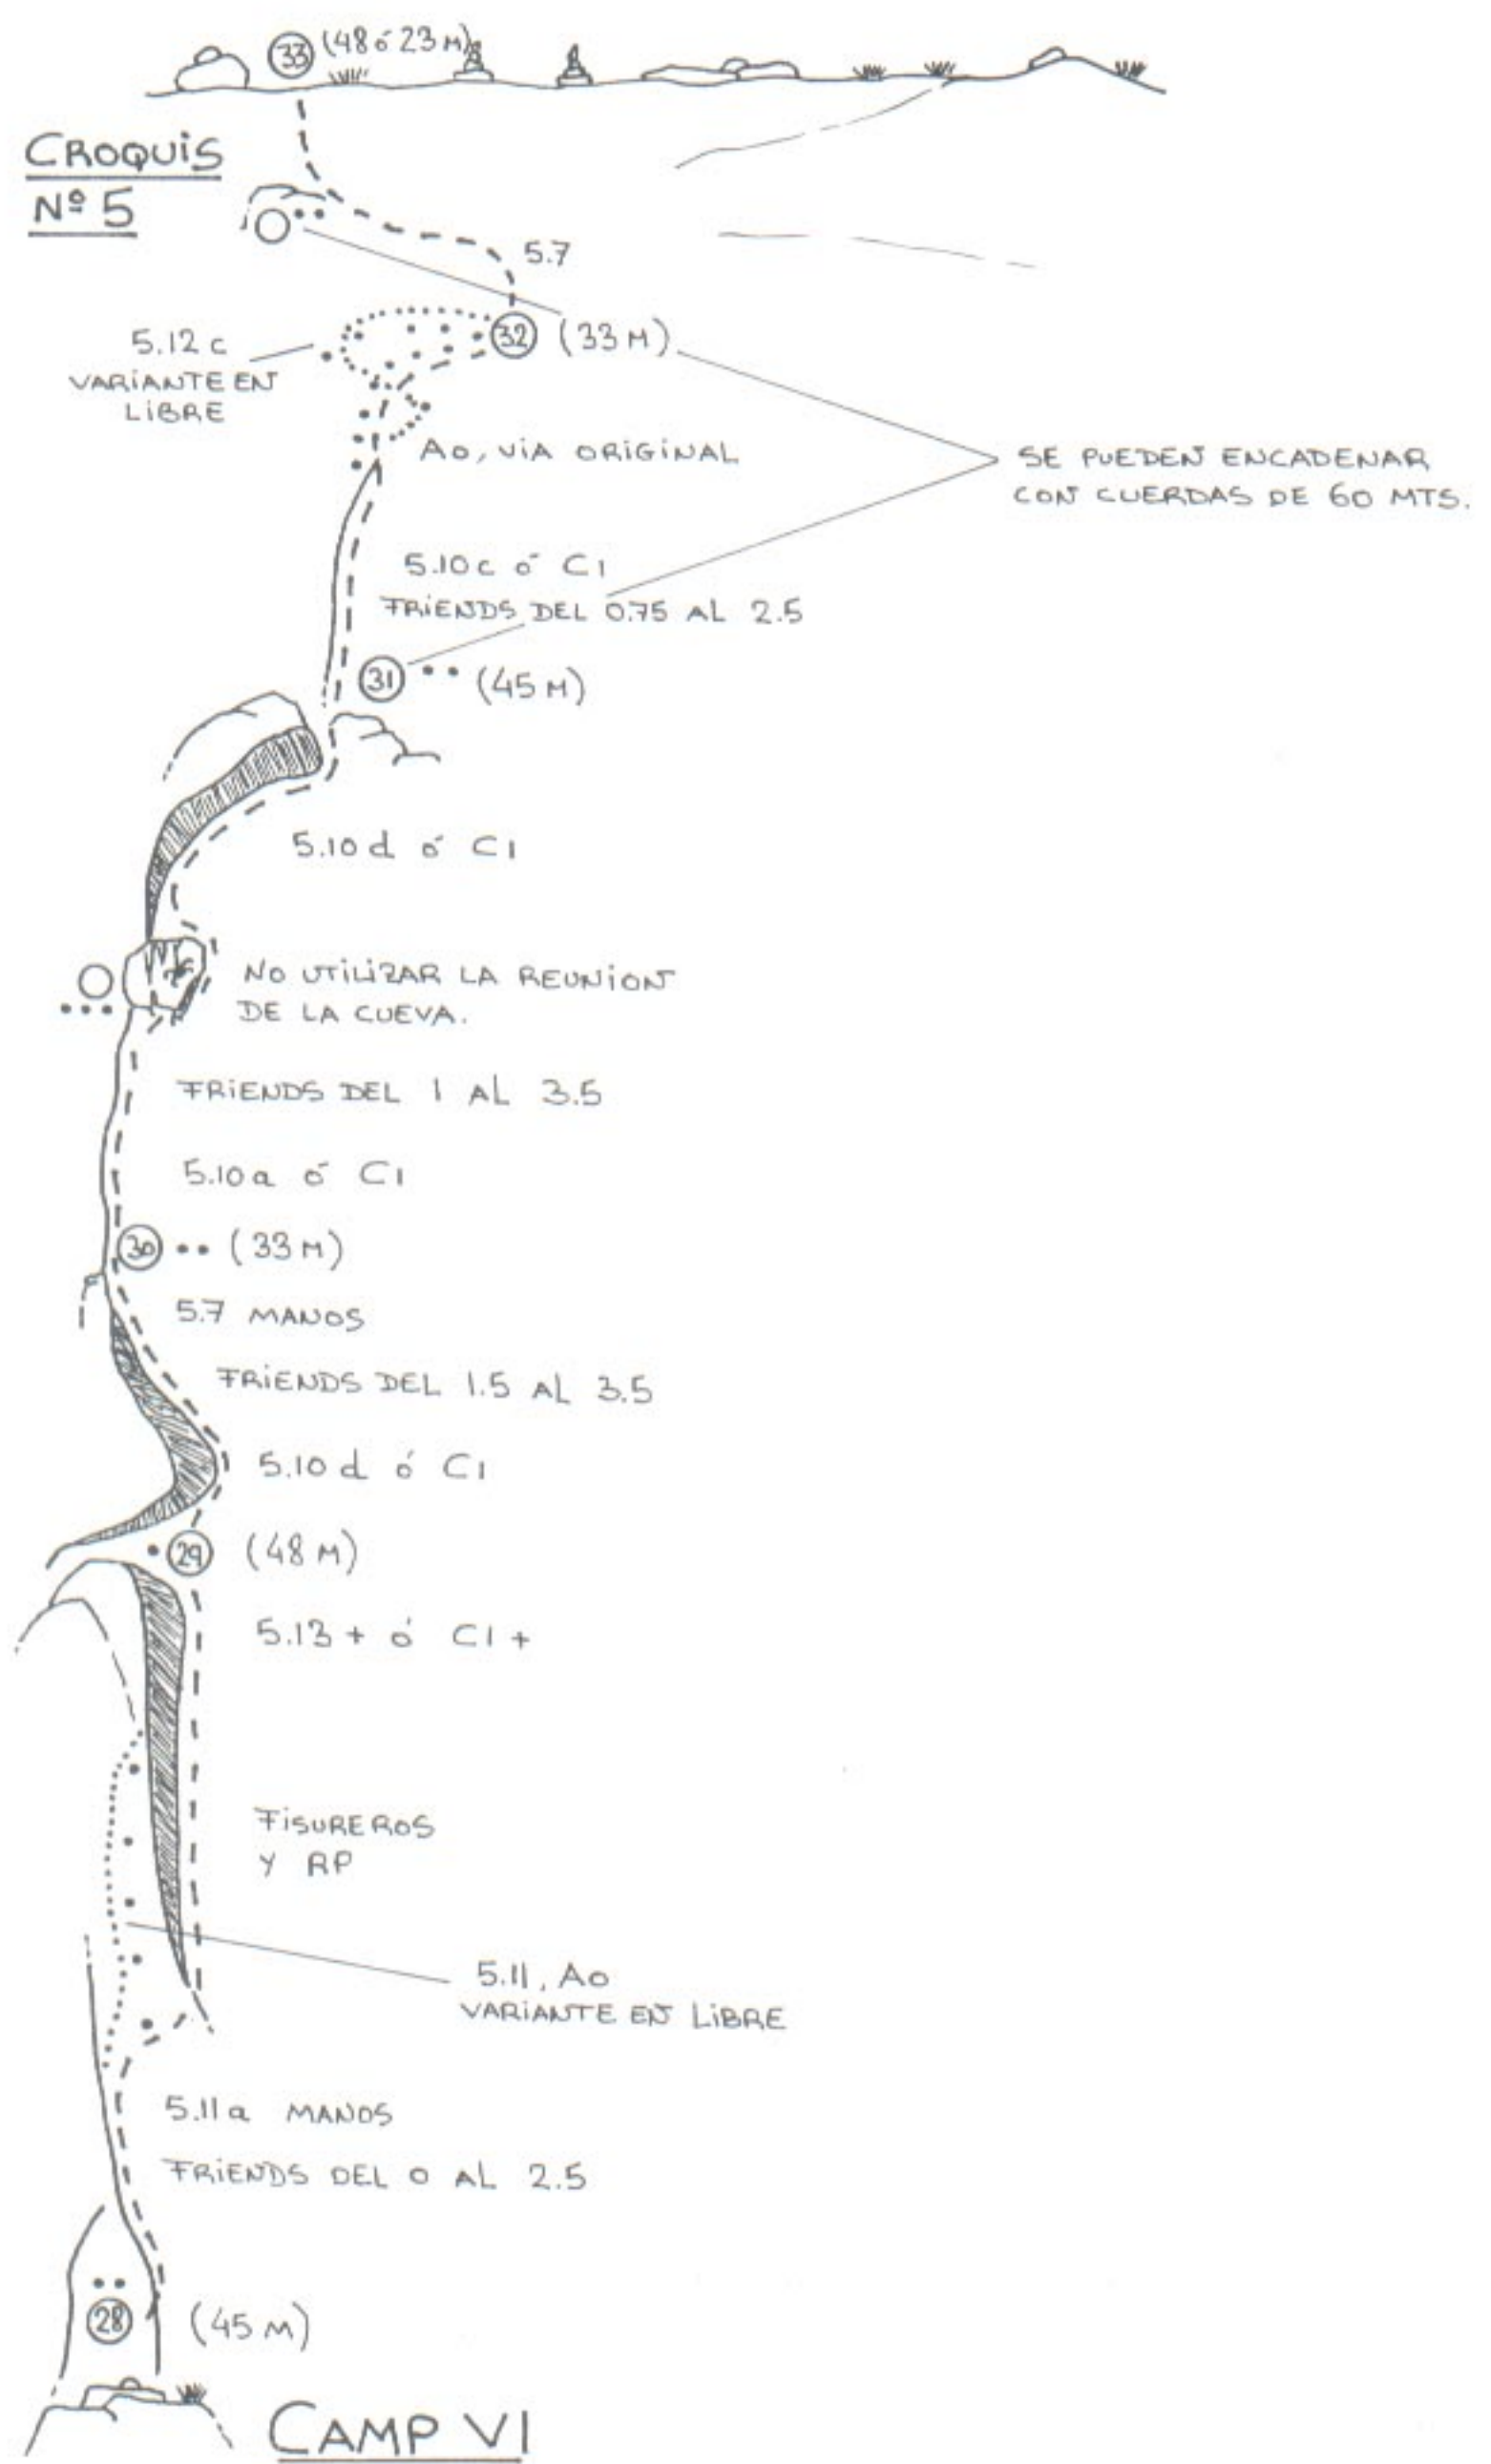 33 (48 ó 23 M)
CROQUIS
Nº 5
5.7
32 (33 M)
5.12 c
VARIANTE EN
LIBRE
A0, VIA ORIGINAL
SE PUEDEN ENCADENAR
CON CUERDAS DE 60 MTS.
5.10 c ó C1
FRIENDS DEL 0.75 AL 2.5
31 (45 M)
5.10 d ó C1
NO UTILIZAR LA REUNION
DE LA CUEVA.
FRIENDS DEL 1 AL 3.5
5.10 a ó C1
30 (33 M)
5.7 MANOS
FRIENDS DEL 1.5 AL 3.5
5.10 d ó C1
29 (48 M)
5.13 + ó C1 +
FISUREROS
Y RP
5.11, A0
VARIANTE EN LIBRE
5.11 a MANOS
FRIENDS DEL 0 AL 2.5
28 (45 M)
CAMP VI